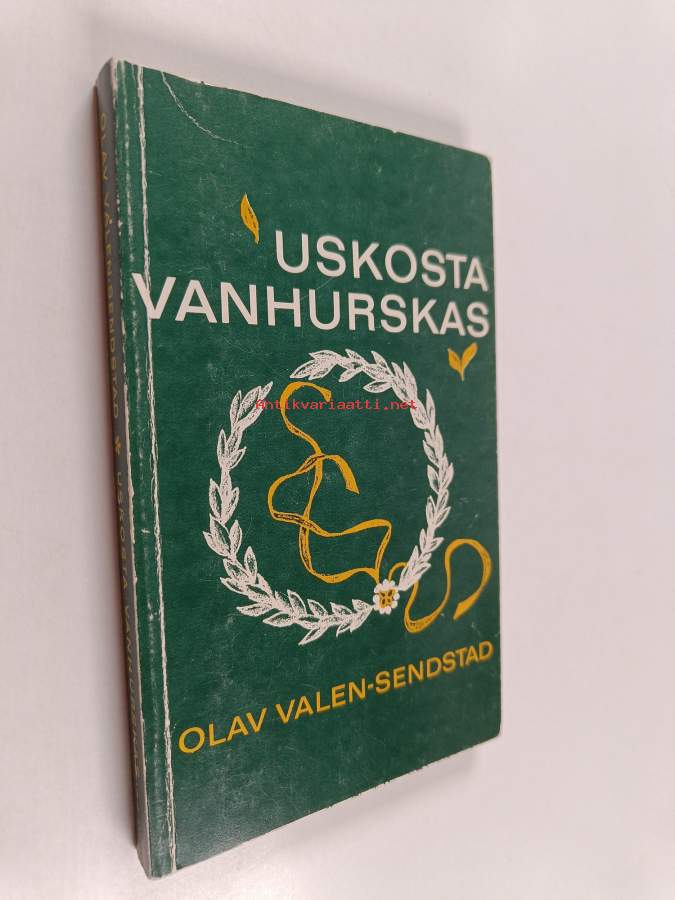 USKOSTA
VANHURSKAS
Antikvariaatti.net
OLAV VALEN-SENDSTAD
OLAV VALEN-SENDSTAD * USKOSTA VANHURSKAS